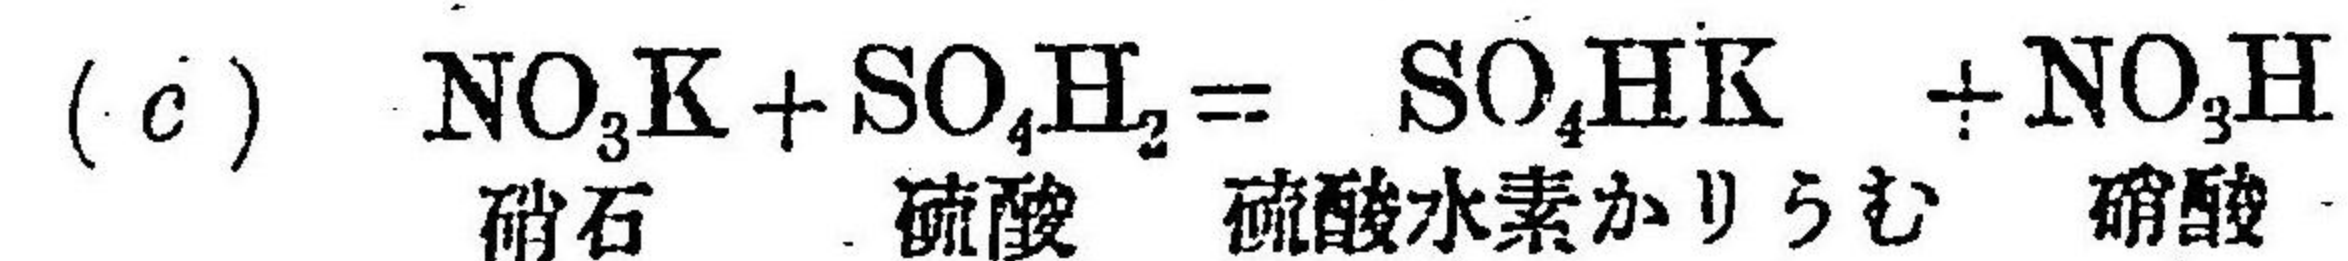 (c) NO₃K + SO₄H₂ = SO₄HK + NO₃H
硝石 硫酸 硫酸水素かりうむ 硝酸